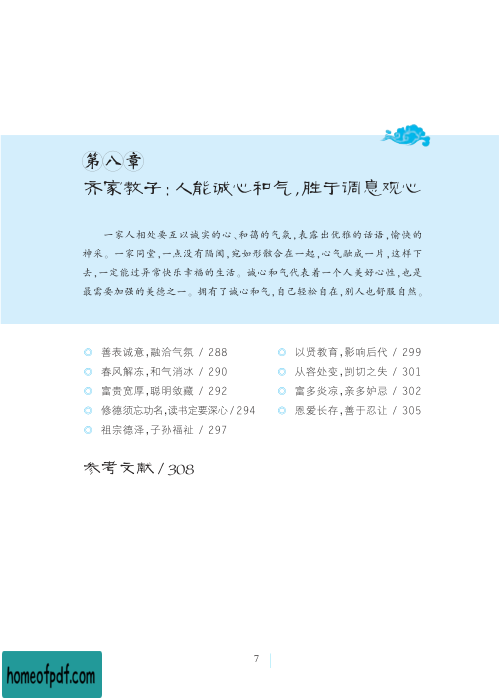 第八章
齐家教子：人能诚心和气，胜于调息观心
一家人相处要互以诚实的心、和蔼的气氛，表露出优雅的话语，愉快的
神采。一家同堂，一点没有隔阂，宛如形骸合在一起，心气融成一片，这样下
去，一定能过异常快乐幸福的生活。诚心和气代表着一个人美好心性，也是
最需要加强的美德之一。拥有了诚心和气，自己轻松自在，别人也舒服自然。
善表诚意，融洽气氛 / 288
春风解冻，和气消冰 / 290
富贵宽厚，聪明敛藏 / 292
修德须忘功名，读书定要深心 / 294
祖宗德泽，子孙福祉 / 297
以贤教育，影响后代 / 299
从容处变，剀切之失 / 301
富多炎凉，亲多妒忌 / 302
恩爱长存，善于忍让 / 305
参考文献 / 308
7
homeofpdf.com